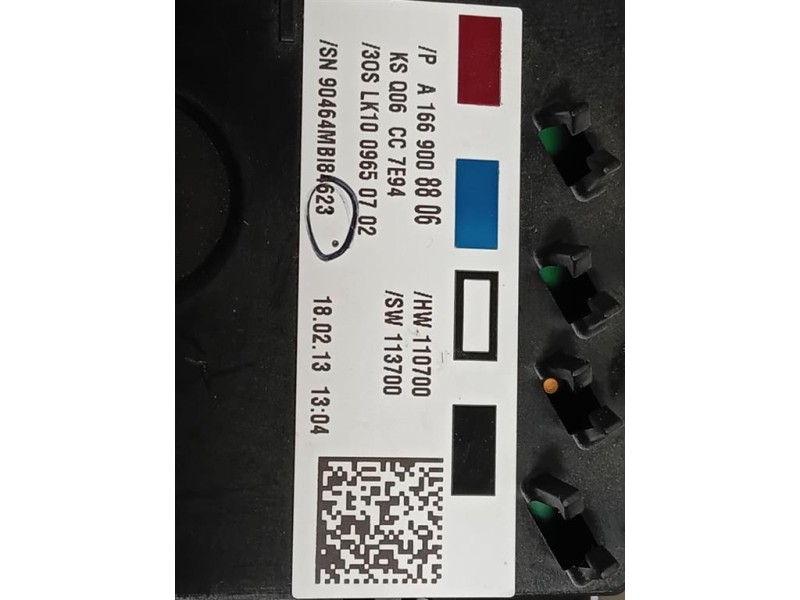 /P A 166 900 88 06 /HW 110700
KS Q06 CC 7E94 /SW 113700
/3OS LK10 0965 07 02
/SN 90464MBI84623 18.02.13 13:04